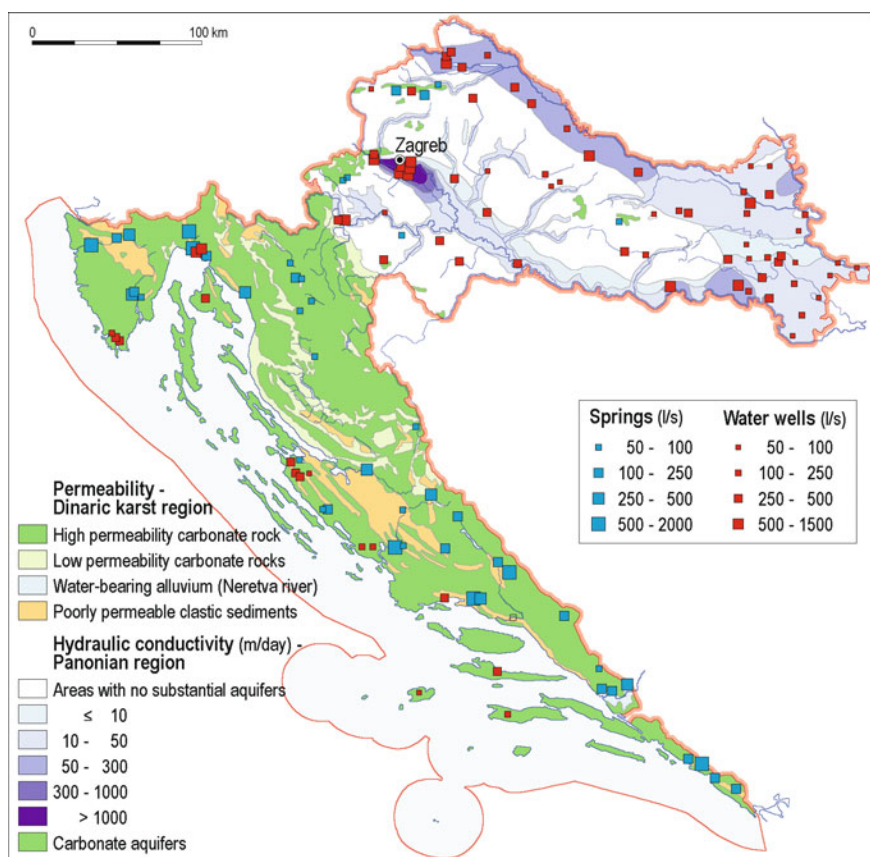 0 100 km
Zagreb
Springs (l/s)
50 - 100
100 - 250
250 - 500
500 - 2000
Water wells (l/s)
50 - 100
100 - 250
250 - 500
500 - 1500
Permeability -
Dinaric karst region
High permeability carbonate rock
Low permeability carbonate rocks
Water-bearing alluvium (Neretva river)
Poorly permeable clastic sediments
Hydraulic conductivity (m/day) -
Panonian region
Areas with no substantial aquifers
≤ 10
10 - 50
50 - 300
300 - 1000
> 1000
Carbonate aquifers